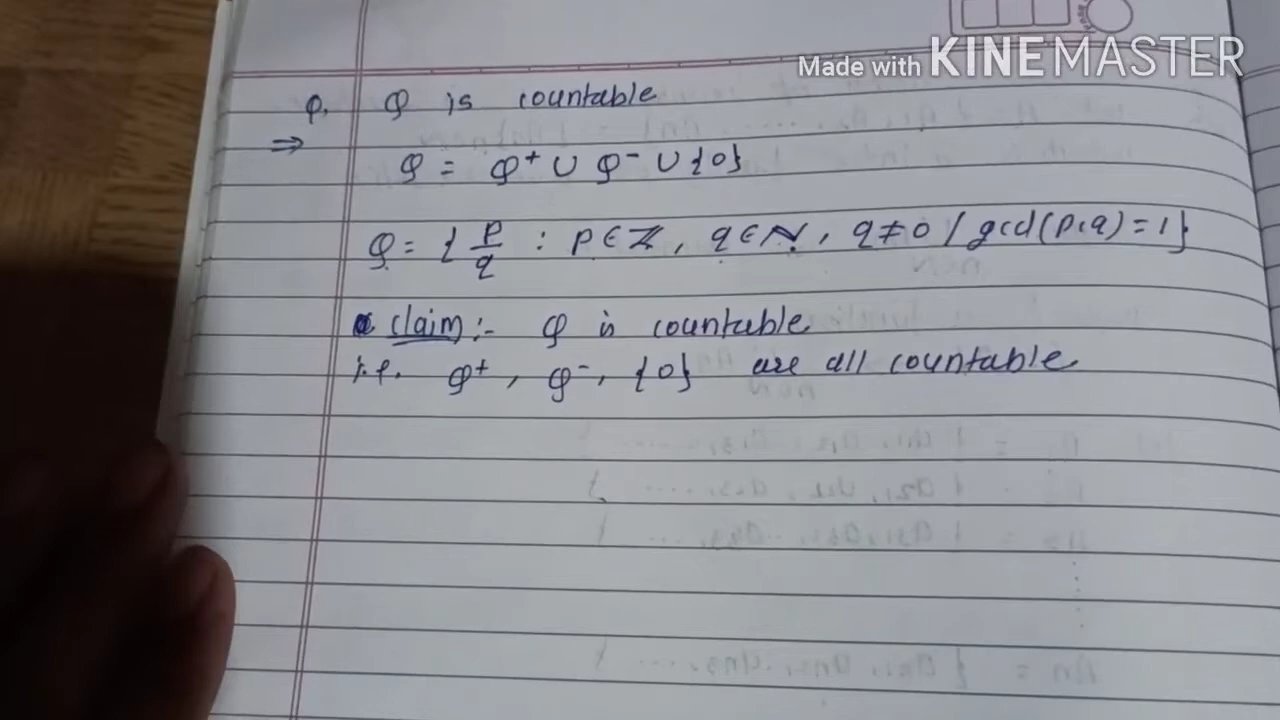 Made with KINEMASTER
Q. Q is countable
⇒
Q = Q⁺ ∪ Q⁻ ∪ {0}
Q = { p/q : p ∈ Z, q ∈ N, q ≠ 0 / gcd(p,q) = 1}
claim:- Q is countable
i.e. Q⁺, Q⁻, {0} are all countable